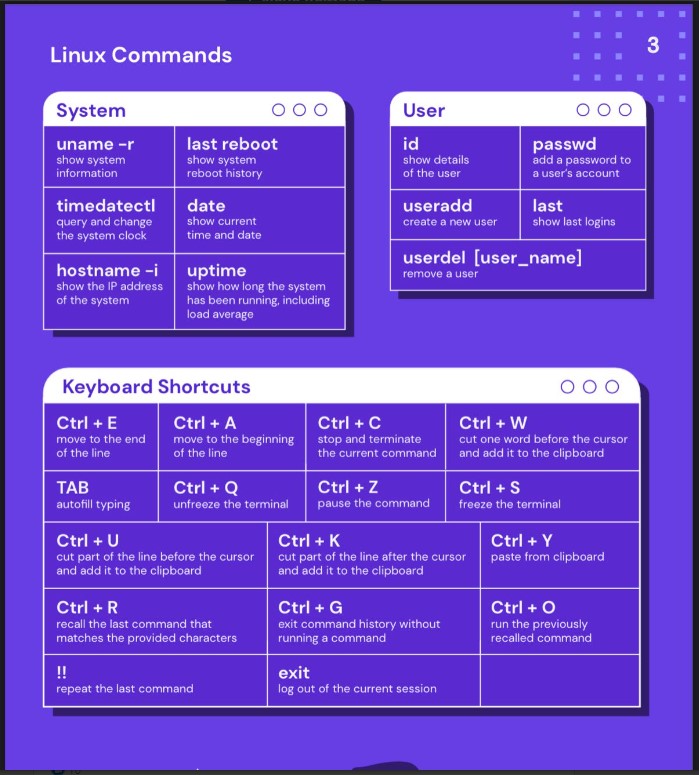 3
Linux Commands
System
uname –r
show system
information
last reboot
show system
reboot history
timedatectl
query and change
the system clock
date
show current
time and date
hostname –i
show the IP address
of the system
uptime
show how long the system
has been running, including
load average
User
id
show details
of the user
passwd
add a password to
a user's account
useradd
create a new user
last
show last logins
userdel [user_name]
remove a user
Keyboard Shortcuts
Ctrl + E
move to the end
of the line
Ctrl + A
move to the beginning
of the line
Ctrl + C
stop and terminate
the current command
Ctrl + W
cut one word before the cursor
and add it to the clipboard
TAB
autofill typing
Ctrl + Q
unfreeze the terminal
Ctrl + Z
pause the command
Ctrl + S
freeze the terminal
Ctrl + U
cut part of the line before the cursor
and add it to the clipboard
Ctrl + K
cut part of the line after the cursor
and add it to the clipboard
Ctrl + Y
paste from clipboard
Ctrl + R
recall the last command that
matches the provided characters
Ctrl + G
exit command history without
running a command
Ctrl + O
run the previously
recalled command
!!
repeat the last command
exit
log out of the current session